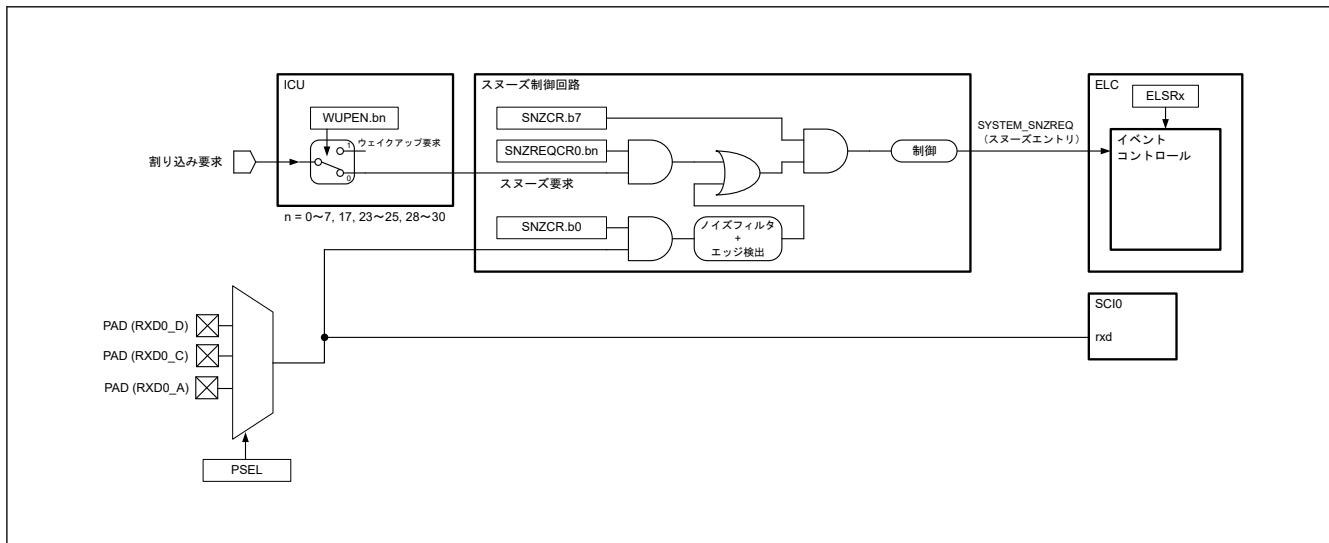 ICU
WUPEN.bn
1
ウェイクアップ要求
0
割り込み要求
n = 0～7, 17, 23～25, 28～30
スヌーズ制御回路
SNZCR.b7
SNZREQCR0.bn
スヌーズ要求
SNZCR.b0
ノイズフィルタ
+
エッジ検出
制御
SYSTEM_SNZREQ
（スヌーズエントリ）
ELC
ELSRx
イベント
コントロール
SCI0
rxd
PAD (RXD0_D)
PAD (RXD0_C)
PAD (RXD0_A)
PSEL